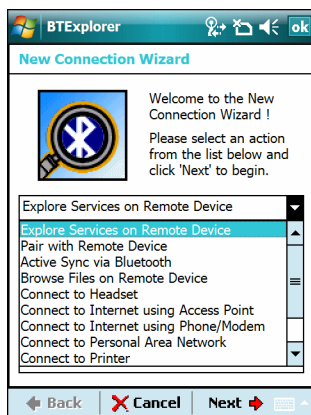 BTExplorer
ok
New Connection Wizard
Welcome to the New
Connection Wizard !
Please select an action
from the list below and
click 'Next' to begin.
Explore Services on Remote Device
Explore Services on Remote Device
Pair with Remote Device
Active Sync via Bluetooth
Browse Files on Remote Device
Connect to Headset
Connect to Internet using Access Point
Connect to Internet using Phone/Modem
Connect to Personal Area Network
Connect to Printer
Back Cancel Next